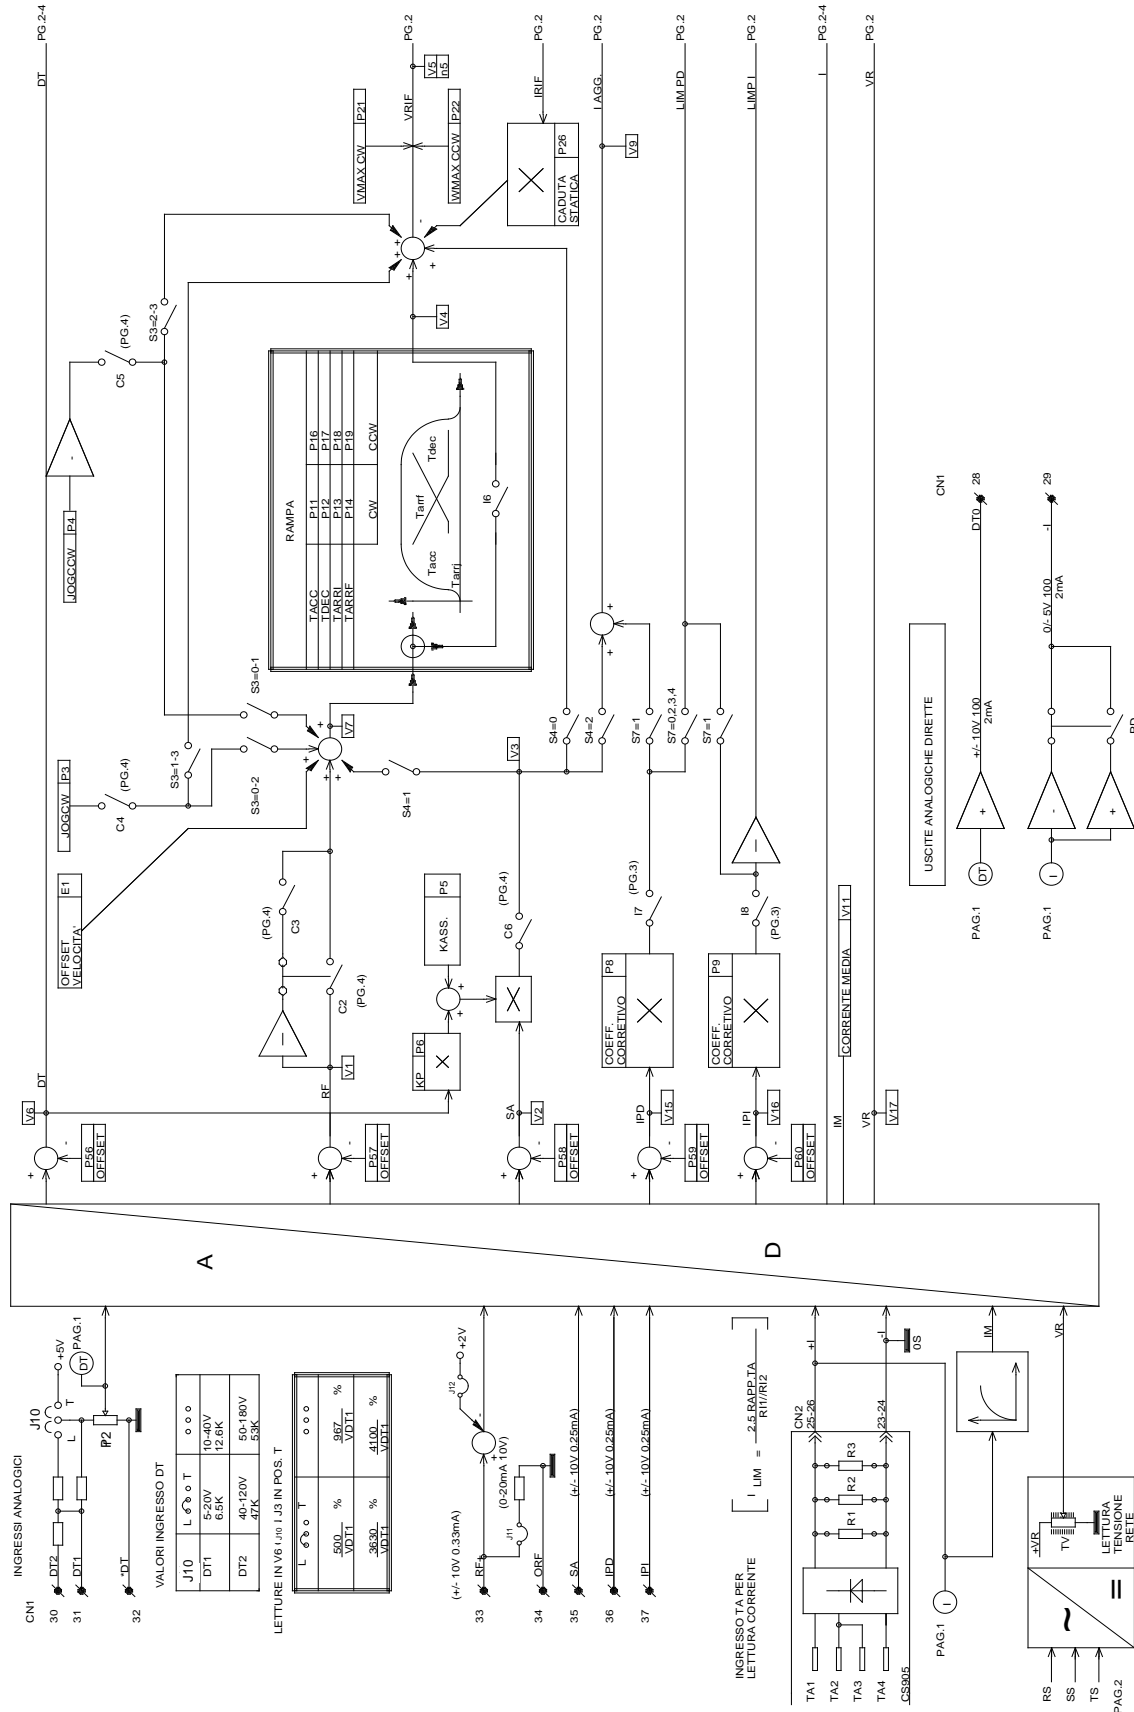 INGRESSI ANALOGICI
CN1
30
DT2
31
DT1
32
*DT
J10
L
T
+5V
DT
PAG.1
P2
VALORI INGRESSO DT
J10
L
T
DT1
5-20V
6.5K
10-40V
12.6K
DT2
40-120V
47K
50-180V
53K
LETTURE IN V6 (J10 ) J3 IN POS. T
L
T
500
VDT1
%
967
VDT1
%
3630
VDT1
%
4100
VDT1
%
(+/- 10V 0.33mA)
33
RF+
J12
+2V
+
-
J11
(0-20mA 10V)
34
ORF
35
SA
(+/- 10V 0.25mA)
36
IPD
(+/- 10V 0.25mA)
37
IPI
(+/- 10V 0.25mA)
INGRESSO TA PER
LETTURA CORRENTE
I LIM = 2.5 RAPP.TA
RI1//RI2
TA1
TA2
TA3
TA4
CS905
R1
R2
R3
CN2
25-26
23-24
+I
-I
0S
PAG.1
I
IM
RS
SS
TS
PAG.2
~
=
+VR
TV
LETTURA
TENSIONE
RETE
VR
A
D
+
-
P56
OFFSET
V6
DT
DT
PG.2-4
+
-
P57
OFFSET
RF
V1
C2
(PG.4)
(PG.4)
C3
+
-
P58
OFFSET
SA
V2
KP
P6
X
KASS.
P5
+
+
X
C6
(PG.4)
V3
+
-
P59
OFFSET
IPD
V15
COEFF.
CORRETIVO
P8
X
I7
(PG.3)
+
-
P60
OFFSET
IPI
V16
COEFF.
CORRETIVO
P9
X
I8
(PG.3)
IM
CORRENTE MEDIA
V11
VR
V17
OFFSET
VELOCITA'
E1
JOGCW
P3
C4
(PG.4)
S3=1-3
S3=0-2
S3=0-1
V7
+
+
+
+
S4=1
S4=0
S4=2
S7=1
S7=0,2,3,4
S7=1
+
+
JOGCCW
P4
-
C5
(PG.4)
S3=2-3
RAMPA
TACC
P11
P16
TDEC
P12
P17
TARRI
P13
P18
TARRF
P14
P19
CW
CCW
Tacc
Tarrf
Tdec
Tarri
I6
V4
+
+
+
+
-
VMAX CW
P21
WMAX CCW
P22
VRIF
V5
n5
PG.2
X
CADUTA
STATICA
P26
IRIF
PG.2
V9
I AGG.
PG.2
LIM PD
PG.2
LIMP I
PG.2
I
PG.2-4
VR
PG.2
USCITE ANALOGICHE DIRETTE
CN1
PAG.1
DT
+
+/- 10V 100
2mA
DT0
28
PAG.1
I
-
+
0/- 5V 100
2mA
-I
29